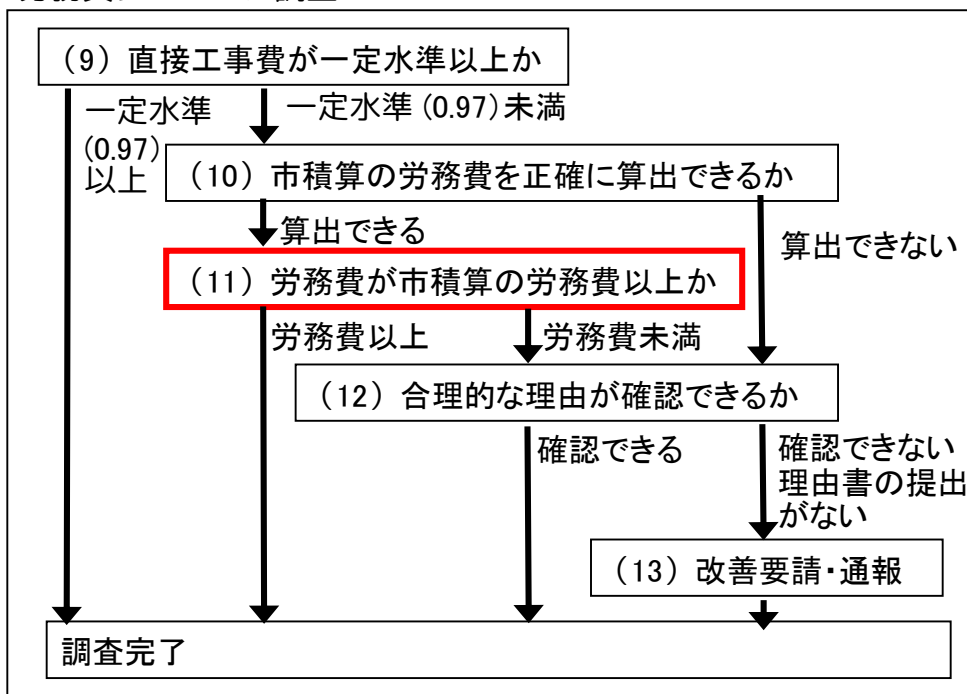 （9）直接工事費が一定水準以上か
一定水準
(0.97)
以上
一定水準 (0.97) 未満
（10）市積算の労務費を正確に算出できるか
算出できる
算出できない
（11）労務費が市積算の労務費以上か
労務費以上
労務費未満
（12）合理的な理由が確認できるか
確認できる
確認できない
理由書の提出
がない
（13）改善要請・通報
調査完了